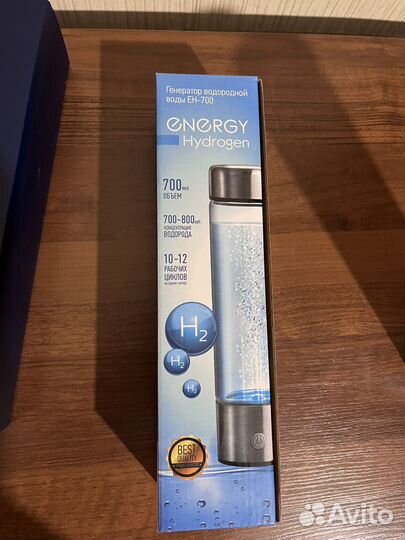 Генератор водородной
воды EH-700
ENERGY
Hydrogen
700 мл
ОБЪЕМ
700-800 ppb
КОНЦЕНТРАЦИЯ
ВОДОРОДА
10-12
РАБОЧИХ
ЦИКЛОВ
H2
H2
H2
BEST
QUALITY
Avito